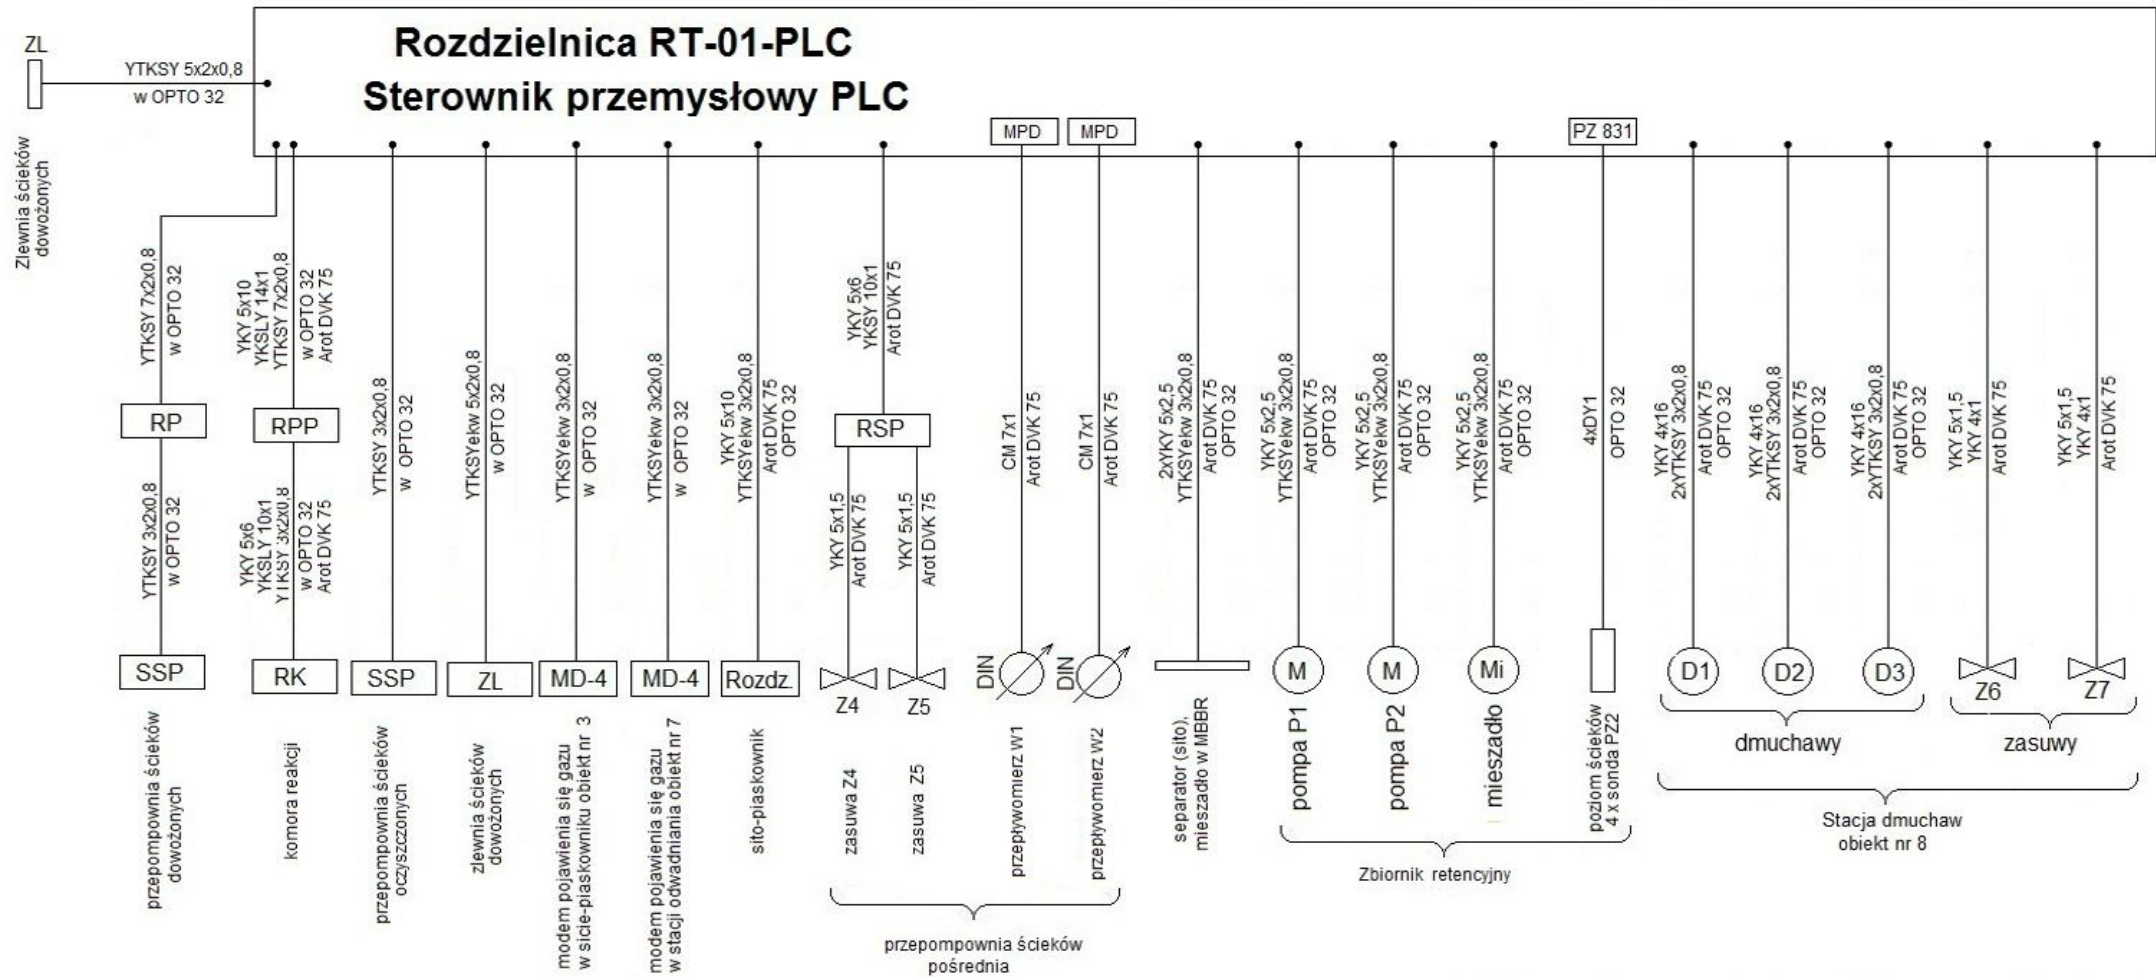 Rozdzielnica RT-01-PLC
Sterownik przemysłowy PLC
ZL
YTKSY 5x2x0,8
w OPTO 32
Zlewnia ścieków
dowożonych
YTKSY 7x2x0,8
w OPTO 32
RP
YTKSY 3x2x0,8
w OPTO 32
SSP
przepompownia ścieków
dowożonych
YKY 5x10
YKSLY 14x1
YTKSY 7x2x0,8
w OPTO 32
Arot DVK 75
RPP
YKY 5x6
YKSLY 10x1
YTKSY 3x2x0,8
w OPTO 32
Arot DVK 75
RK
komora reakcji
YTKSY 3x2x0,8
w OPTO 32
SSP
przepompownia ścieków
oczyszczonych
YTKSYekw 5x2x0,8
w OPTO 32
ZL
zlewnia ścieków
dowożonych
YTKSYekw 3x2x0,8
w OPTO 32
MD-4
modem pojawienia się gazu
w sicie-piaskowniku obiekt nr 3
YTKSYekw 3x2x0,8
w OPTO 32
MD-4
modem pojawienia się gazu
w stacji odwadniania obiekt nr 7
YKY 5x10
YTKSYekw 3x2x0,8
Arot DVK 75
OPTO 32
Rozdz.
sito-piaskownik
YKY 5x6
YKSY 10x1
Arot DVK 75
RSP
YKY 5x1,5
Arot DVK 75
Z4
zasuwa Z4
YKY 5x1,5
Arot DVK 75
Z5
zasuwa Z5
MPD
CM 7x1
Arot DVK 75
DIN
przepływomierz W1
MPD
CM 7x1
Arot DVK 75
DIN
przepływomierz W2
przepompownia ścieków
pośrednia
2xYKY 5x2,5
YTKSYekw 3x2x0,8
Arot DVK 75
OPTO 32
separator (sito),
mieszadło w MBBR
YKY 5x2,5
YTKSYekw 3x2x0,8
Arot DVK 75
OPTO 32
M
pompa P1
YKY 5x2,5
YTKSYekw 3x2x0,8
Arot DVK 75
OPTO 32
M
pompa P2
YKY 5x2,5
YTKSYekw 3x2x0,8
Arot DVK 75
OPTO 32
Mi
mieszadło
PZ 831
4xDY1
OPTO 32
poziom ścieków
4 x sonda PZ2
Zbiornik retencyjny
YKY 4x16
2xYTKSY 3x2x0,8
Arot DVK 75
OPTO 32
D1
YKY 4x16
2xYTKSY 3x2x0,8
Arot DVK 75
OPTO 32
D2
YKY 4x16
2xYTKSY 3x2x0,8
Arot DVK 75
OPTO 32
D3
dmuchawy
YKY 5x1,5
YKY 4x1
Arot DVK 75
Z6
YKY 5x1,5
YKY 4x1
Arot DVK 75
Z7
zasuwy
Stacja dmuchaw
obiekt nr 8